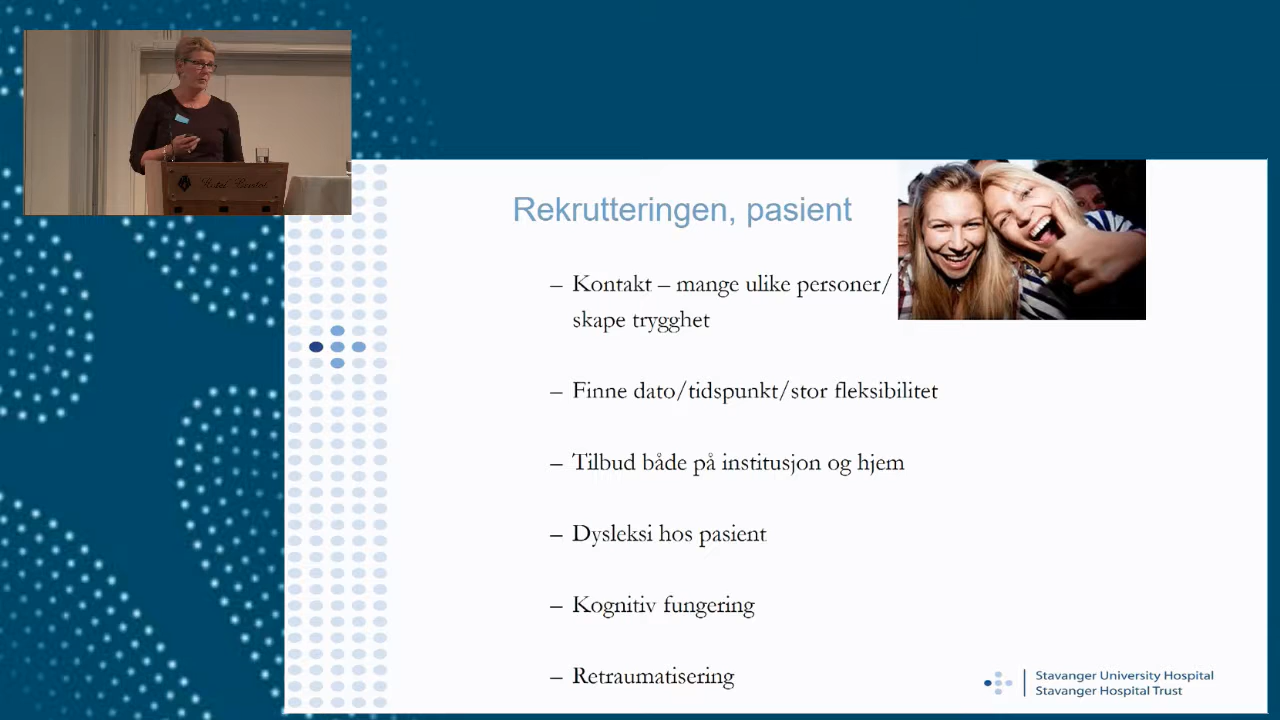 Rekrutteringen, pasient
– Kontakt – mange ulike personer/
skape trygghet
– Finne dato/tidspunkt/stor fleksibilitet
– Tilbud både på institusjon og hjem
– Dysleksi hos pasient
– Kognitiv fungering
– Retraumatisering
Stavanger University Hospital
Stavanger Hospital Trust